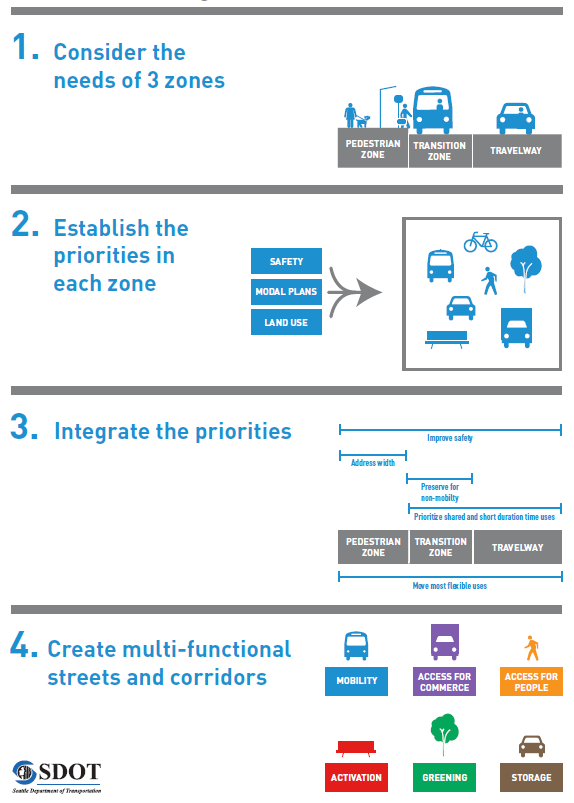 1. Consider the
needs of 3 zones
PEDESTRIAN
ZONE
TRANSITION
ZONE
TRAVELWAY
2. Establish the
priorities in
each zone
SAFETY
MODAL PLANS
LAND USE
3. Integrate the priorities
Improve safety
Address width
Preserve for
non-mobilty
Prioritize shared and short duration time uses
PEDESTRIAN
ZONE
TRANSITION
ZONE
TRAVELWAY
Move most flexible uses
4. Create multi-functional
streets and corridors
MOBILITY
ACCESS FOR
COMMERCE
ACCESS FOR
PEOPLE
ACTIVATION
GREENING
STORAGE
SDOT
Seattle Department of Transportation